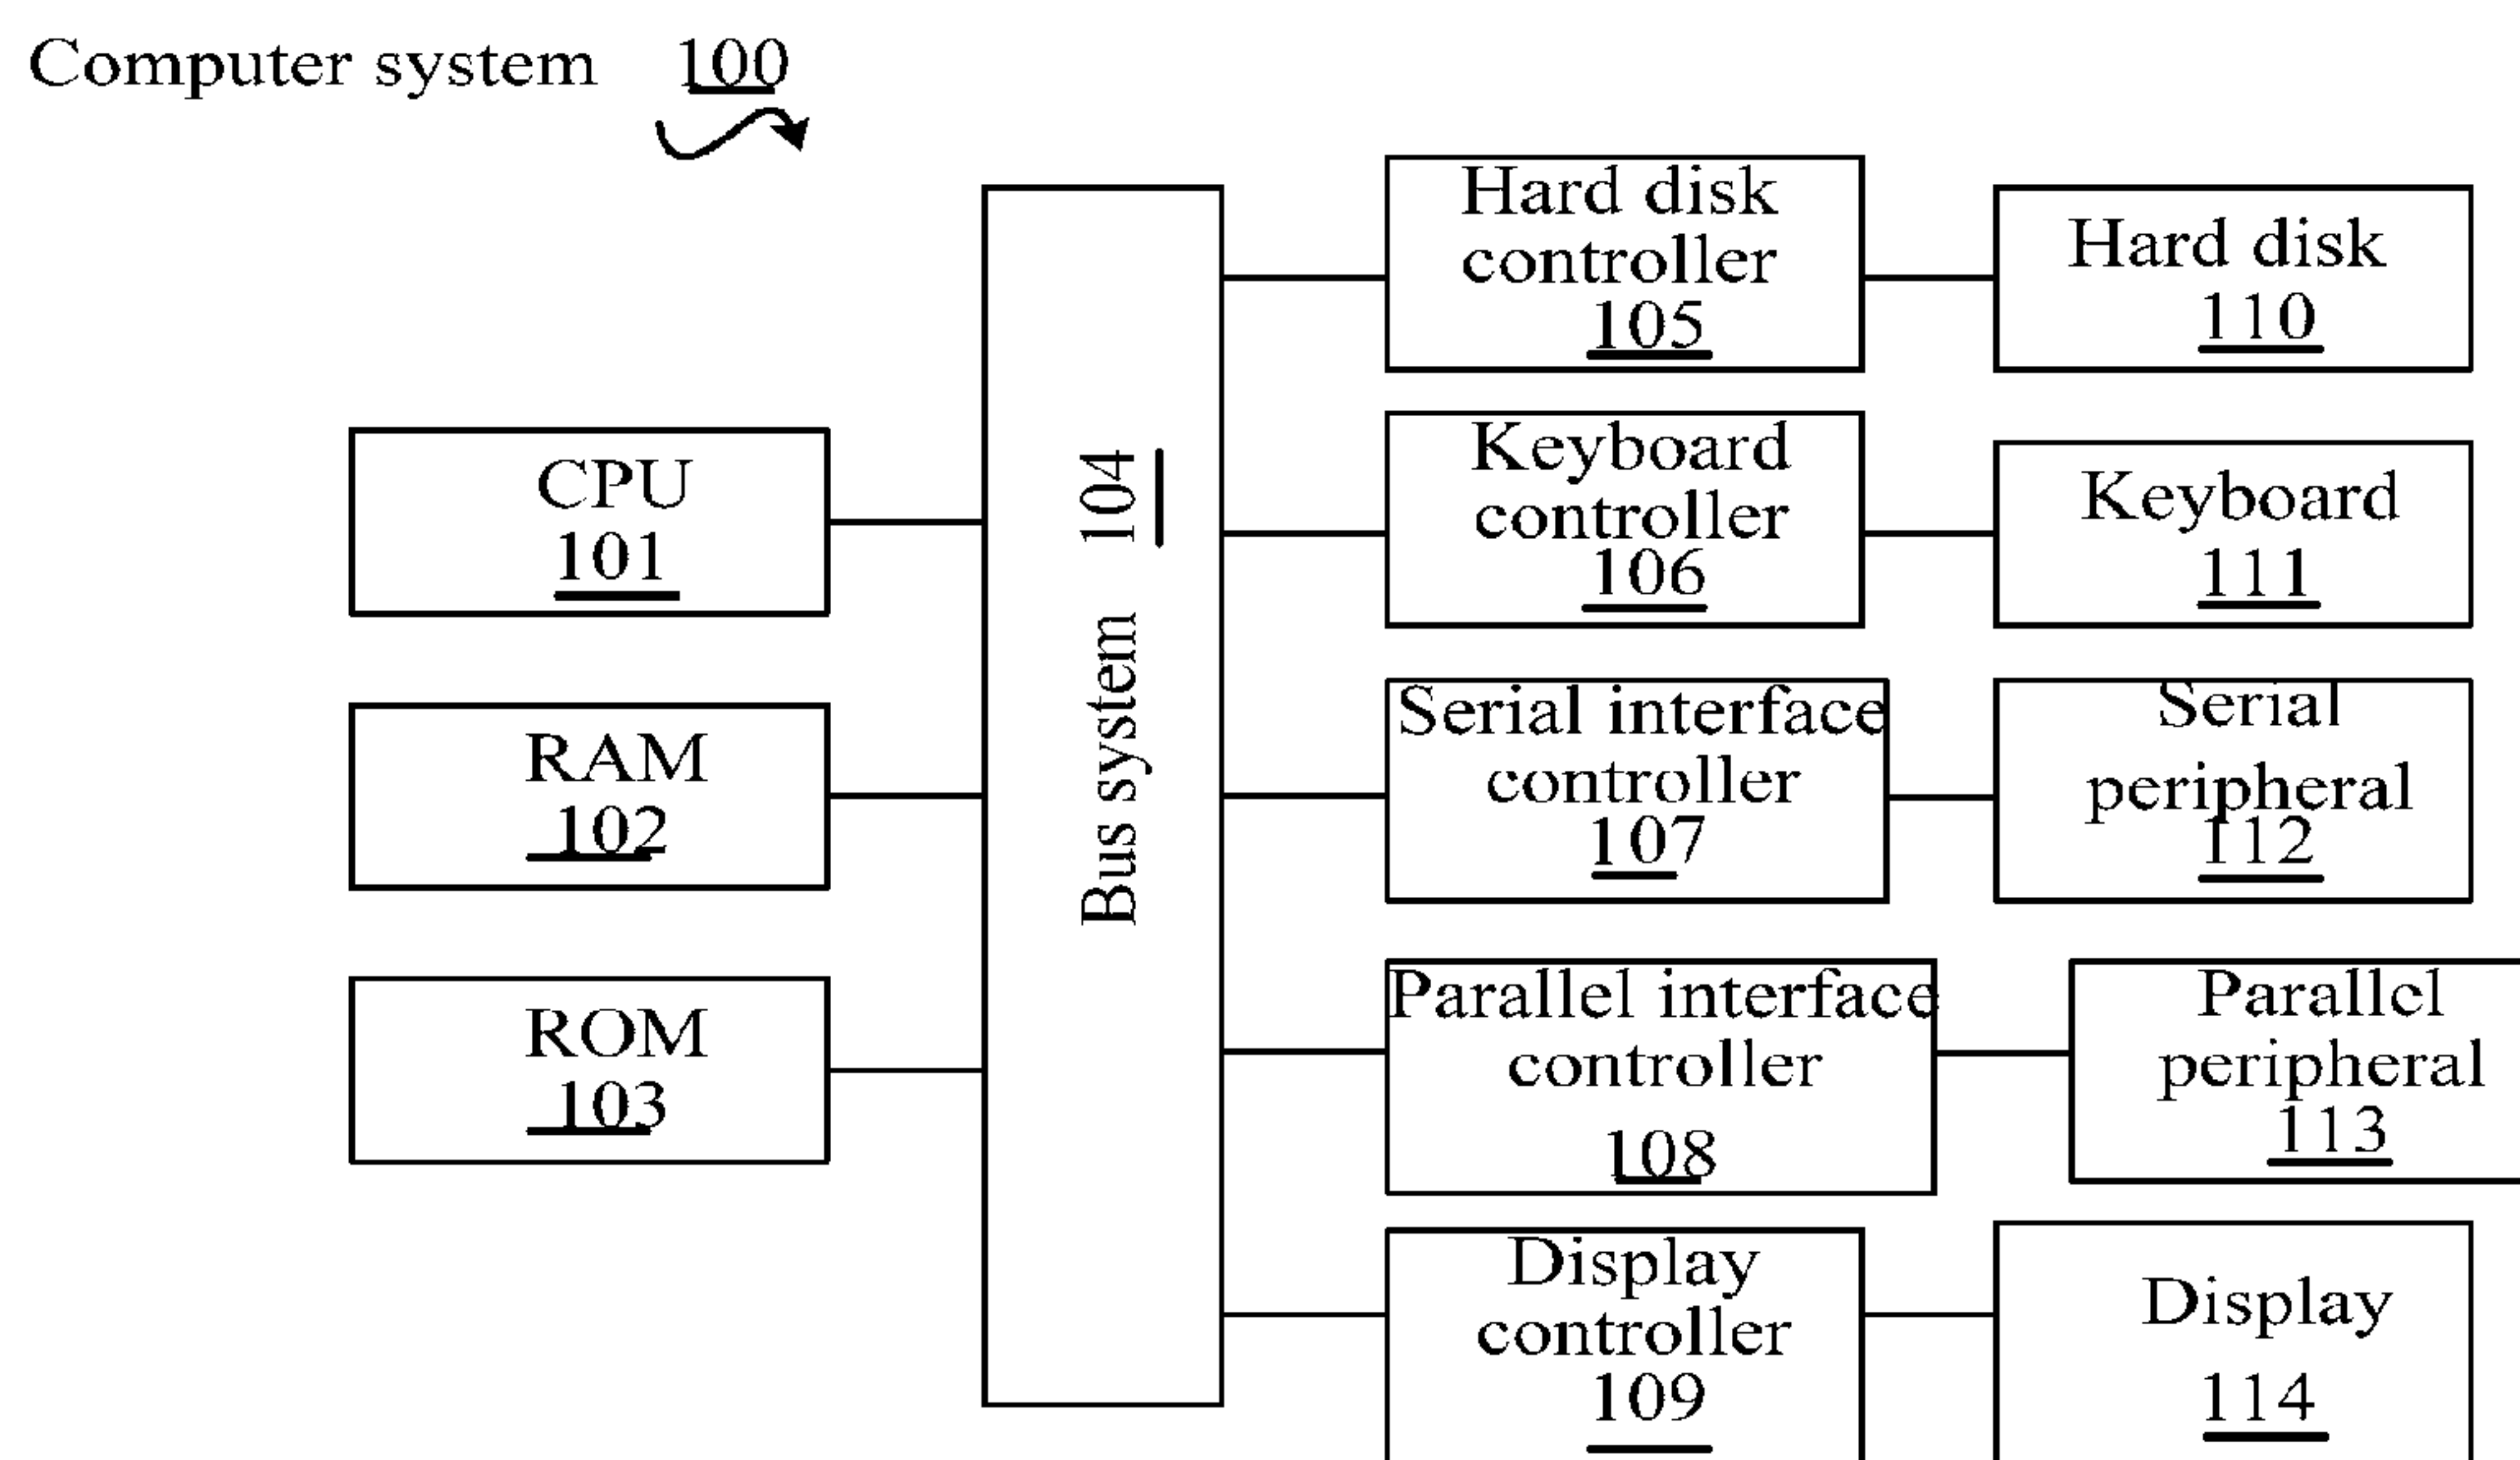 Computer system 100
CPU
101
RAM
102
ROM
103
Bus system 104
Hard disk
controller
105
Hard disk
110
Keyboard
controller
106
Keyboard
111
Serial interface
controller
107
Serial
peripheral
112
Parallel interface
controller
108
Parallel
peripheral
113
Display
controller
109
Display
114